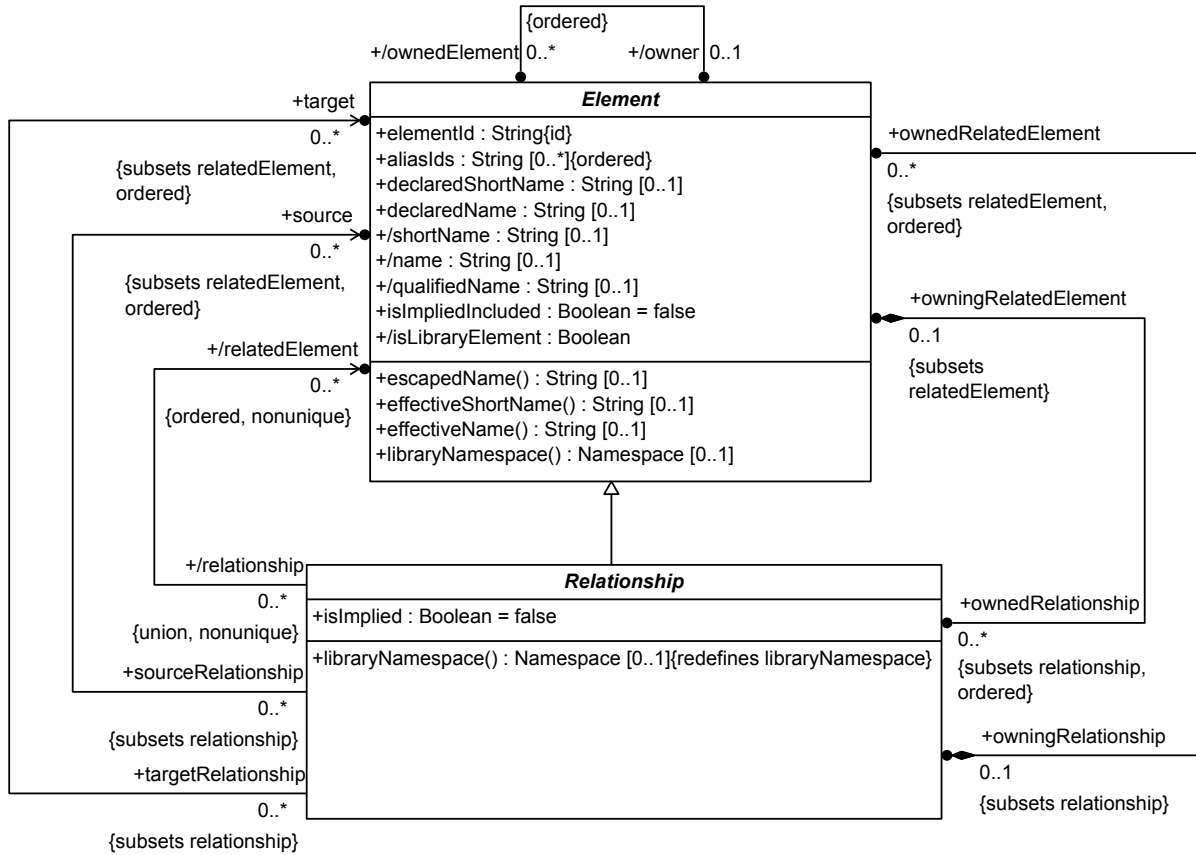 {ordered}
+/ownedElement 0..*
+/owner 0..1
Element
+elementId : String{id}
+aliasIds : String [0..*]{ordered}
+declaredShortName : String [0..1]
+declaredName : String [0..1]
+/shortName : String [0..1]
+/name : String [0..1]
+/qualifiedName : String [0..1]
+isImpliedIncluded : Boolean = false
+/isLibraryElement : Boolean
+escapedName() : String [0..1]
+effectiveShortName() : String [0..1]
+effectiveName() : String [0..1]
+libraryNamespace() : Namespace [0..1]
+target
0..*
{subsets relatedElement,
ordered}
+source
0..*
{subsets relatedElement,
ordered}
+/relatedElement
0..*
{ordered, nonunique}
+ownedRelatedElement
0..*
{subsets relatedElement,
ordered}
+owningRelatedElement
0..1
{subsets
relatedElement}
+/relationship
0..*
{union, nonunique}
+sourceRelationship
0..*
{subsets relationship}
+targetRelationship
0..*
{subsets relationship}
Relationship
+isImplied : Boolean = false
+libraryNamespace() : Namespace [0..1]{redefines libraryNamespace}
+ownedRelationship
0..*
{subsets relationship,
ordered}
+owningRelationship
0..1
{subsets relationship}